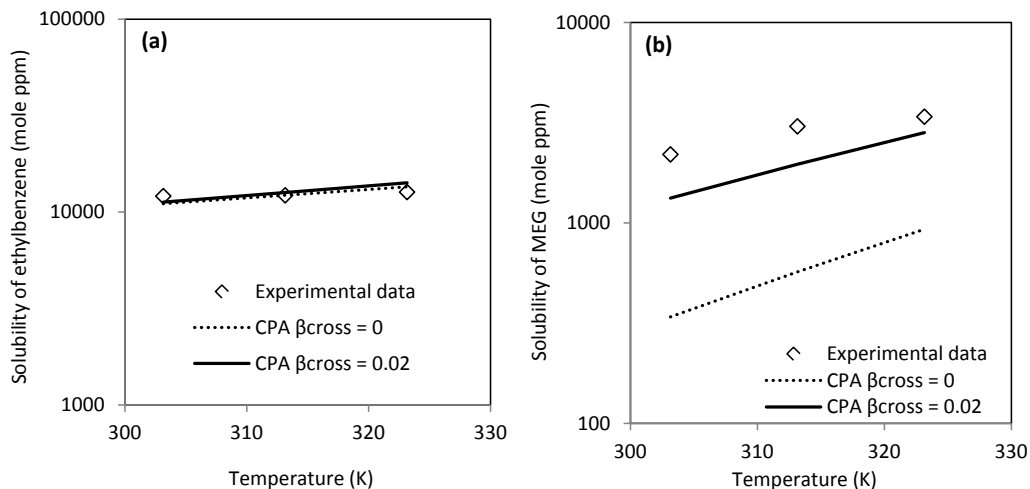 (a)
Solubility of ethylbenzene (mole ppm)
100000
10000
1000
300
310
320
330
Temperature (K)
Experimental data
CPA βcross = 0
CPA βcross = 0.02
(b)
Solubility of MEG (mole ppm)
10000
1000
100
300
310
320
330
Temperature (K)
Experimental data
CPA βcross = 0
CPA βcross = 0.02